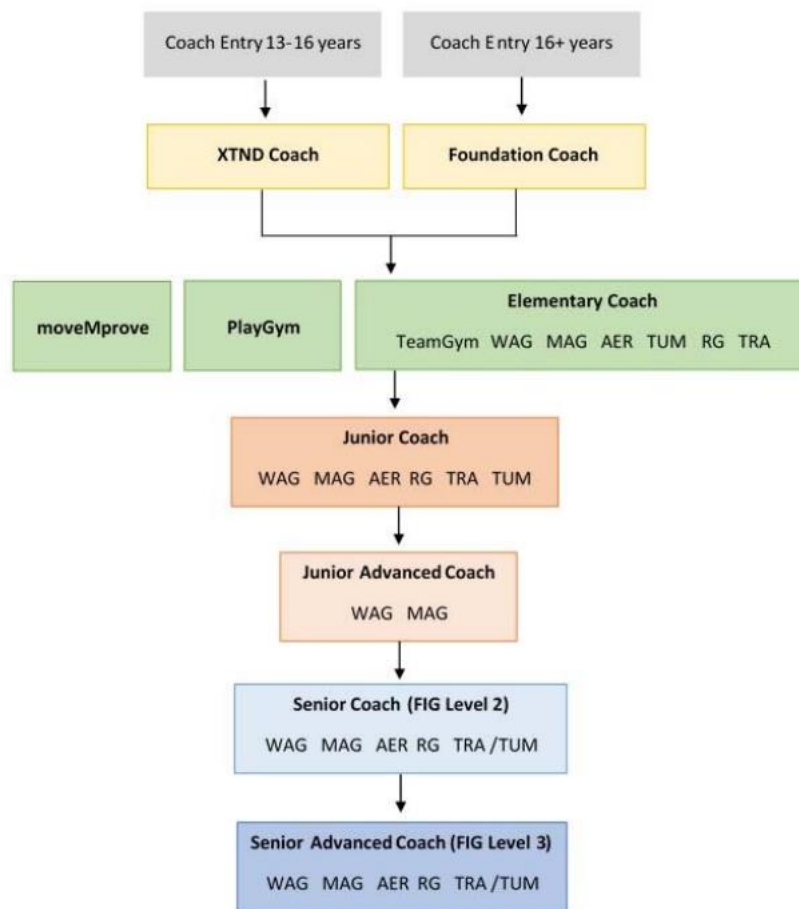 Coach Entry 13-16 years
Coach Entry 16+ years
XTND Coach
Foundation Coach
moveMprove
PlayGym
Elementary Coach
TeamGym WAG MAG AER TUM RG TRA
Junior Coach
WAG MAG AER RG TRA TUM
Junior Advanced Coach
WAG MAG
Senior Coach (FIG Level 2)
WAG MAG AER RG TRA /TUM
Senior Advanced Coach (FIG Level 3)
WAG MAG AER RG TRA /TUM